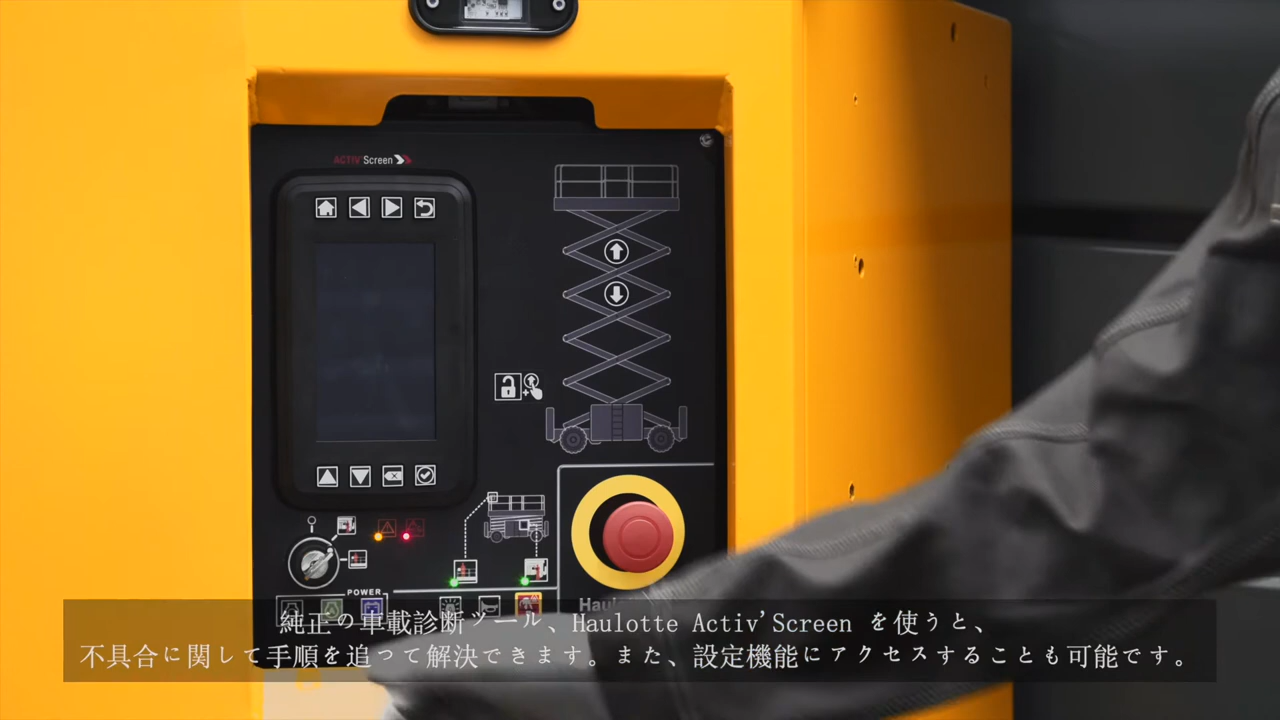 ACTIV'Screen
POWER
純正の車載診断ツール、Haulotte Activ'Screen を使うと、
不具合に関して手順を追って解決できます。また、設定機能にアクセスすることも可能です。